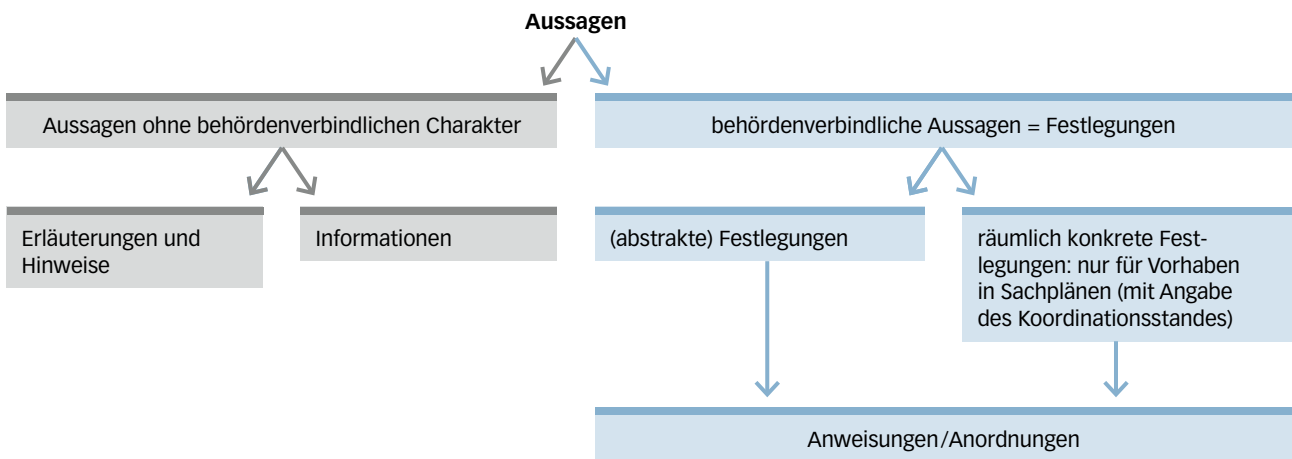 Aussagen
Aussagen ohne behördenverbindlichen Charakter
behördenverbindliche Aussagen = Festlegungen
Erläuterungen und
Hinweise
Informationen
(abstrakte) Festlegungen
räumlich konkrete Fest-
legungen: nur für Vorhaben
in Sachplänen (mit Angabe
des Koordinationsstandes)
Anweisungen/Anordnungen